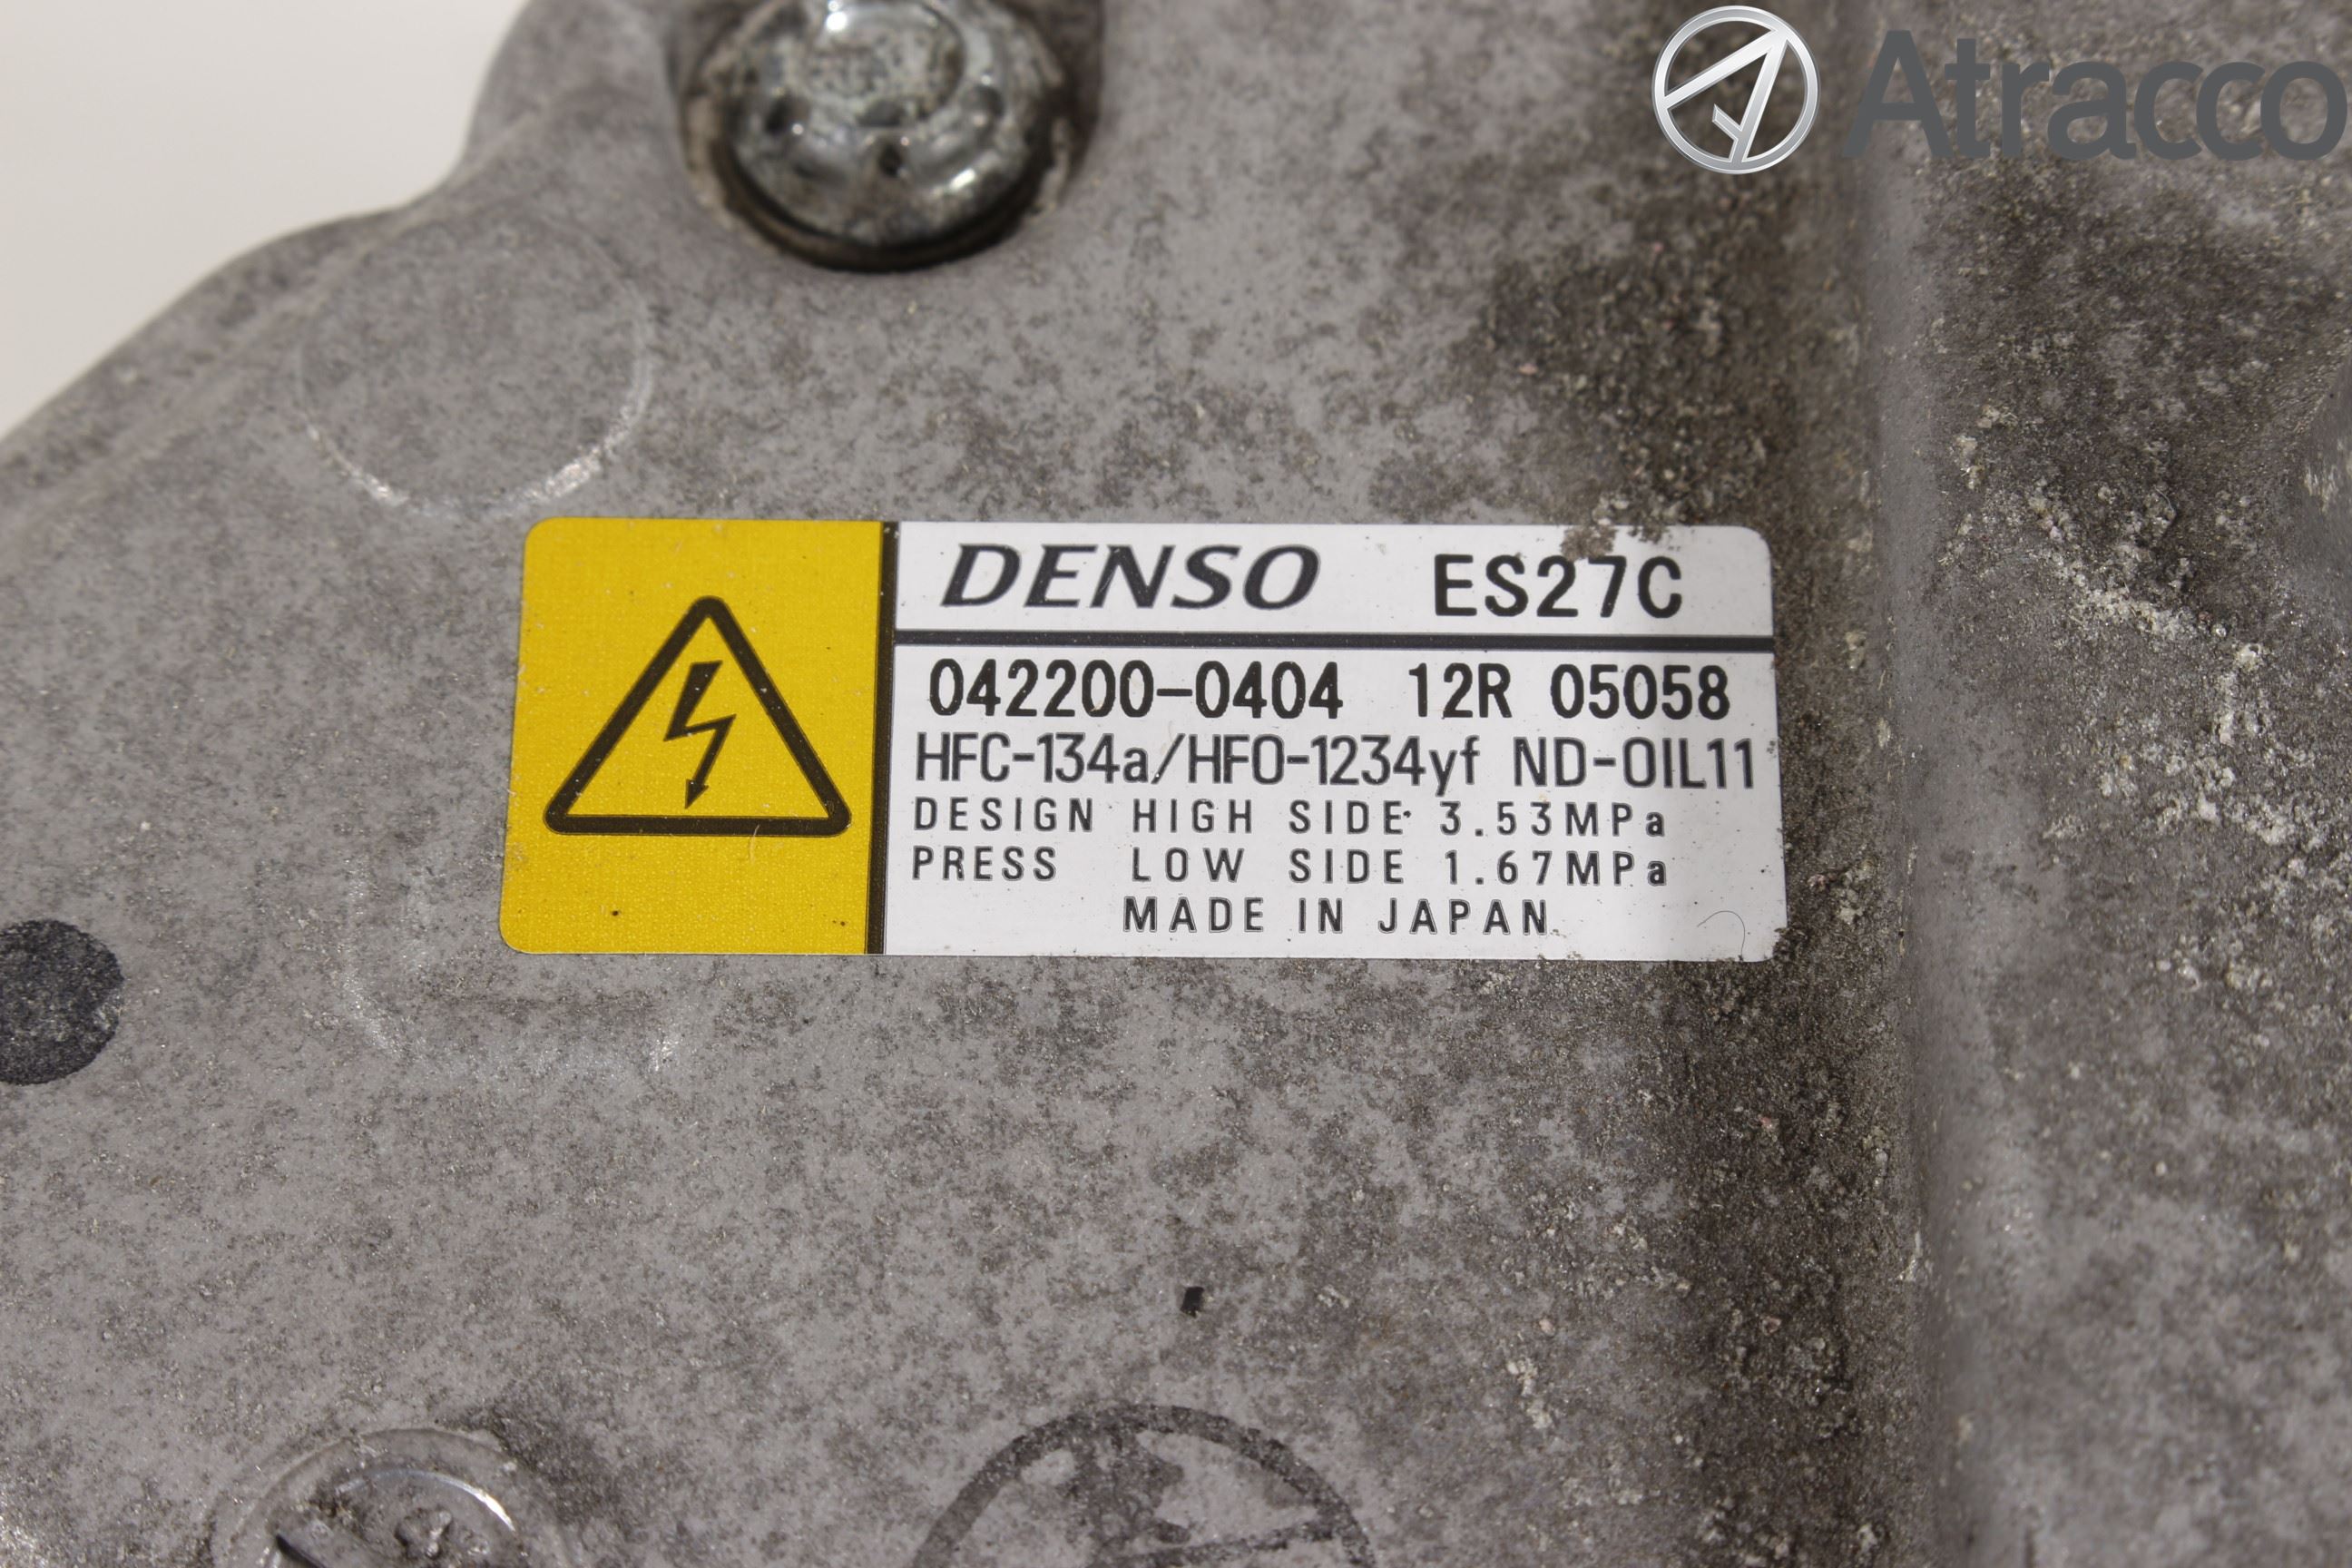 Atracco
DENSO ES27C
042200-0404 12R 05058
HFC-134a/HFO-1234yf ND-OIL11
DESIGN HIGH SIDE 3.53MPa
PRESS LOW SIDE 1.67MPa
MADE IN JAPAN